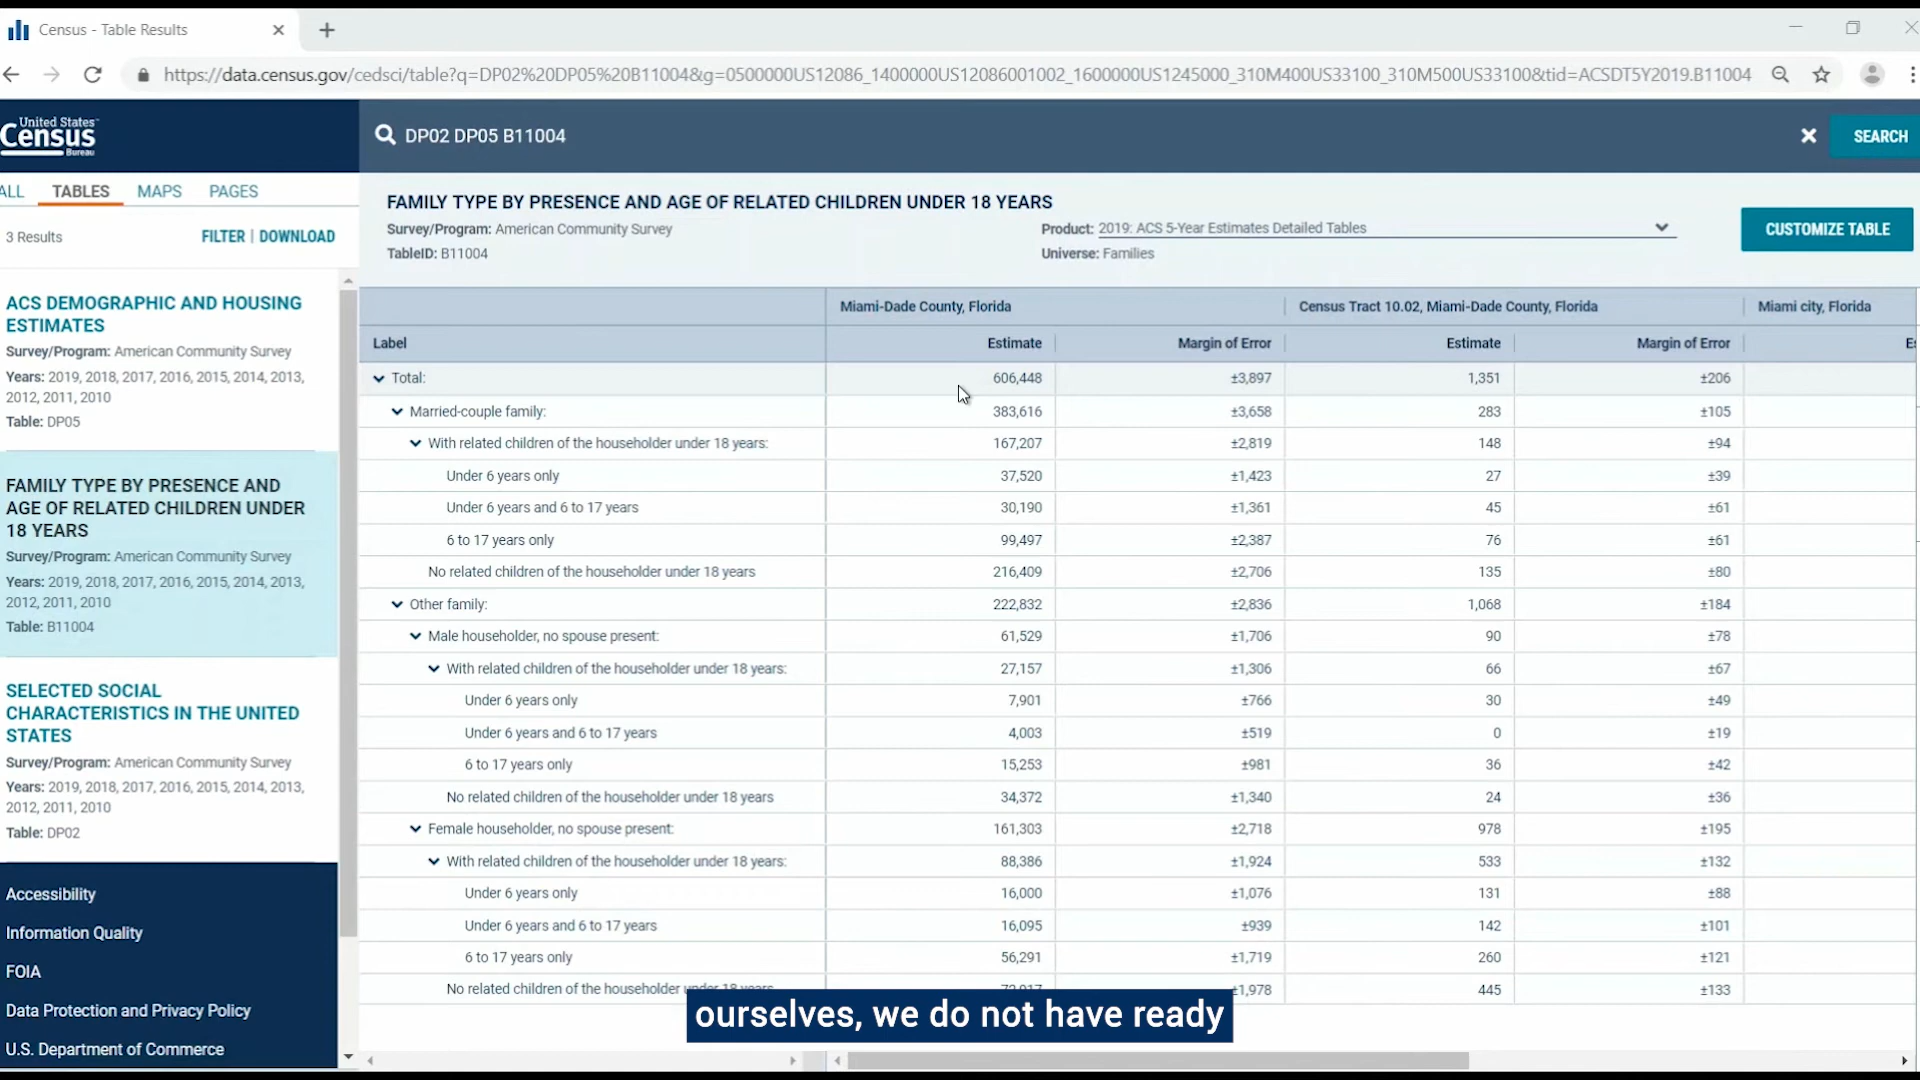 Census - Table Results
https://data.census.gov/cedsci/table?q=DP02%20DP05%20B11004&g=0500000US12086_1400000US12086001002_1600000US1245000_310M400US33100_310M500US33100&tid=ACSDT5Y2019.B11004
United States™
Census
Bureau
DP02 DP05 B11004
SEARCH
ALL TABLES MAPS PAGES
3 Results FILTER | DOWNLOAD
ACS DEMOGRAPHIC AND HOUSING
ESTIMATES
Survey/Program: American Community Survey
Years: 2019, 2018, 2017, 2016, 2015, 2014, 2013,
2012, 2011, 2010
Table: DP05
FAMILY TYPE BY PRESENCE AND
AGE OF RELATED CHILDREN UNDER
18 YEARS
Survey/Program: American Community Survey
Years: 2019, 2018, 2017, 2016, 2015, 2014, 2013,
2012, 2011, 2010
Table: B11004
SELECTED SOCIAL
CHARACTERISTICS IN THE UNITED
STATES
Survey/Program: American Community Survey
Years: 2019, 2018, 2017, 2016, 2015, 2014, 2013,
2012, 2011, 2010
Table: DP02
Accessibility
Information Quality
FOIA
Data Protection and Privacy Policy
U.S. Department of Commerce
FAMILY TYPE BY PRESENCE AND AGE OF RELATED CHILDREN UNDER 18 YEARS
Survey/Program: American Community Survey
TableID: B11004
Product: 2019: ACS 5-Year Estimates Detailed Tables
Universe: Families
CUSTOMIZE TABLE
Miami-Dade County, Florida Census Tract 10.02, Miami-Dade County, Florida Miami city, Florida
Label Estimate Margin of Error Estimate Margin of Error
Total: 606,448 ±3,897 1,351 ±206
Married-couple family: 383,616 ±3,658 283 ±105
With related children of the householder under 18 years: 167,207 ±2,819 148 ±94
Under 6 years only 37,520 ±1,423 27 ±39
Under 6 years and 6 to 17 years 30,190 ±1,361 45 ±61
6 to 17 years only 99,497 ±2,387 76 ±61
No related children of the householder under 18 years 216,409 ±2,706 135 ±80
Other family: 222,832 ±2,836 1,068 ±184
Male householder, no spouse present: 61,529 ±1,706 90 ±78
With related children of the householder under 18 years: 27,157 ±1,306 66 ±67
Under 6 years only 7,901 ±766 30 ±49
Under 6 years and 6 to 17 years 4,003 ±519 0 ±19
6 to 17 years only 15,253 ±981 36 ±42
No related children of the householder under 18 years 34,372 ±1,340 24 ±36
Female householder, no spouse present: 161,303 ±2,718 978 ±195
With related children of the householder under 18 years: 88,386 ±1,924 533 ±132
Under 6 years only 16,000 ±1,076 131 ±88
Under 6 years and 6 to 17 years 16,095 ±939 142 ±101
6 to 17 years only 56,291 ±1,719 260 ±121
No related children of the householder under 18 years 72,917 ±1,978 445 ±133
ourselves, we do not have ready